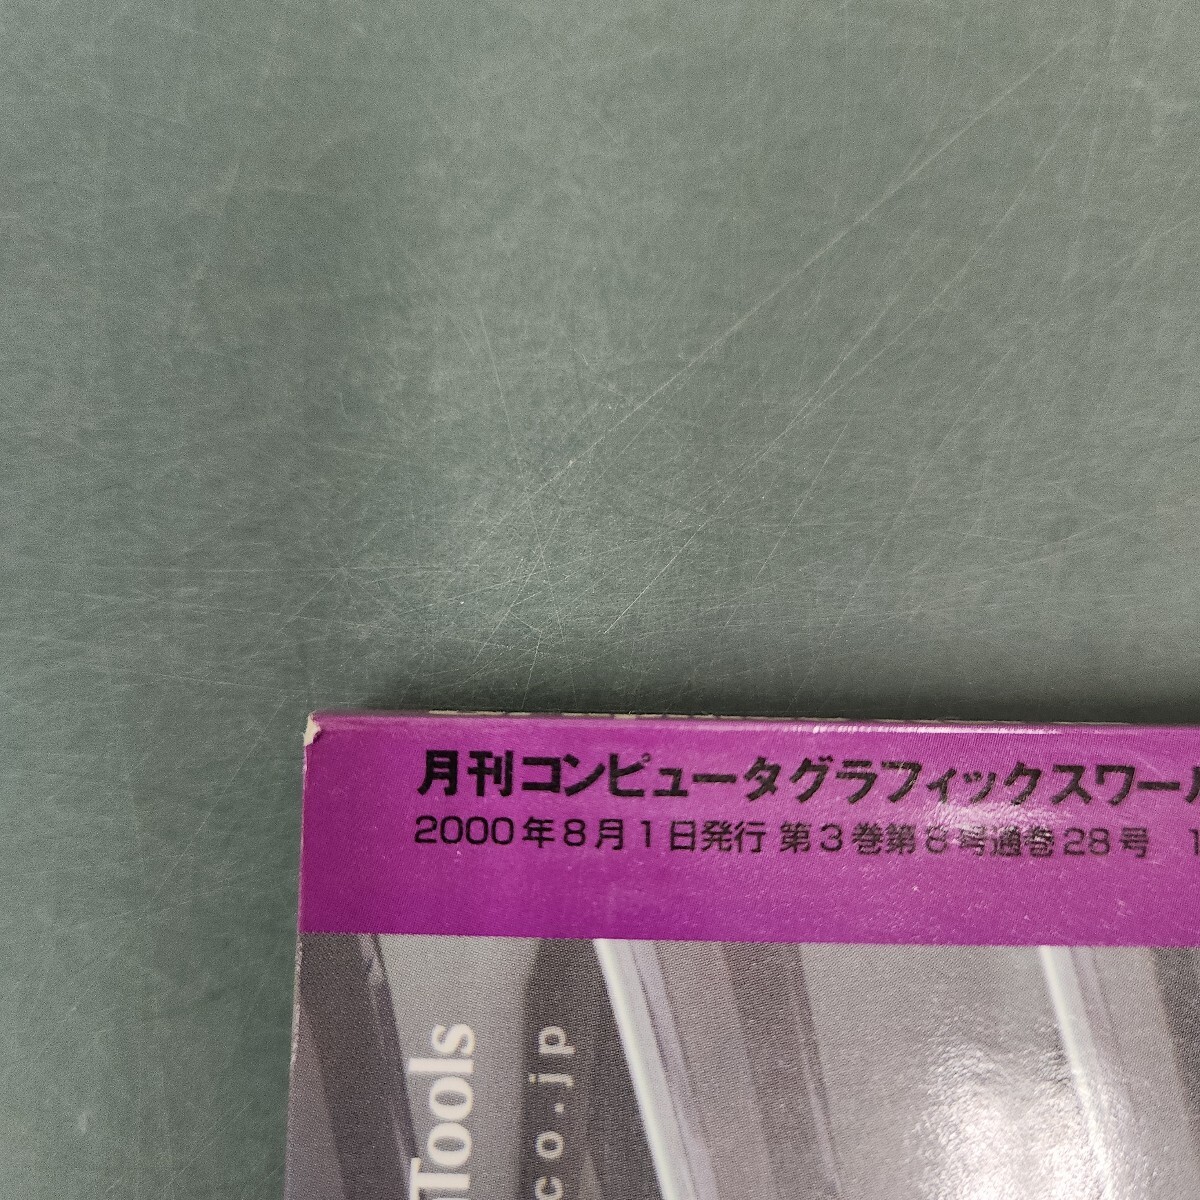 月刊コンピュータグラフィックスワール
2000年8月1日発行 第3巻第8号通巻28号 1
Tools
co.jp